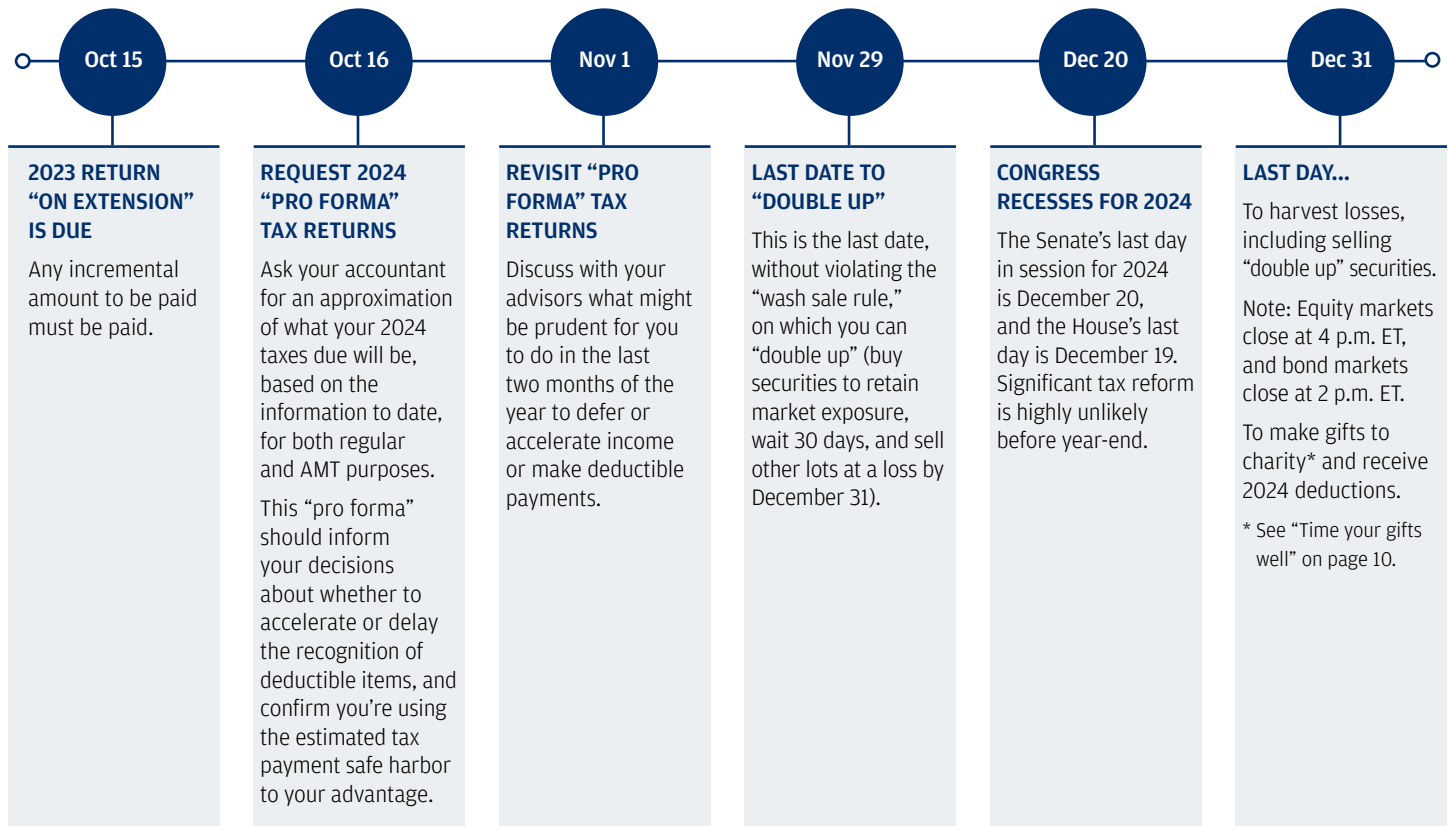 Oct 15
Oct 16
Nov 1
Nov 29
Dec 20
Dec 31
2023 RETURN
“ON EXTENSION”
IS DUE
Any incremental
amount to be paid
must be paid.
REQUEST 2024
“PRO FORMA”
TAX RETURNS
Ask your accountant
for an approximation
of what your 2024
taxes due will be,
based on the
information to date,
for both regular
and AMT purposes.
This “pro forma”
should inform
your decisions
about whether to
accelerate or delay
the recognition of
deductible items, and
confirm you’re using
the estimated tax
payment safe harbor
to your advantage.
REVISIT “PRO
FORMA” TAX
RETURNS
Discuss with your
advisors what might
be prudent for you
to do in the last
two months of the
year to defer or
accelerate income
or make deductible
payments.
LAST DATE TO
“DOUBLE UP”
This is the last date,
without violating the
“wash sale rule,”
on which you can
“double up” (buy
securities to retain
market exposure,
wait 30 days, and sell
other lots at a loss by
December 31).
CONGRESS
RECESSES FOR 2024
The Senate’s last day
in session for 2024
is December 20,
and the House’s last
day is December 19.
Significant tax reform
is highly unlikely
before year-end.
LAST DAY...
To harvest losses,
including selling
“double up” securities.
Note: Equity markets
close at 4 p.m. ET,
and bond markets
close at 2 p.m. ET.
To make gifts to
charity* and receive
2024 deductions.
* See “Time your gifts
well” on page 10.